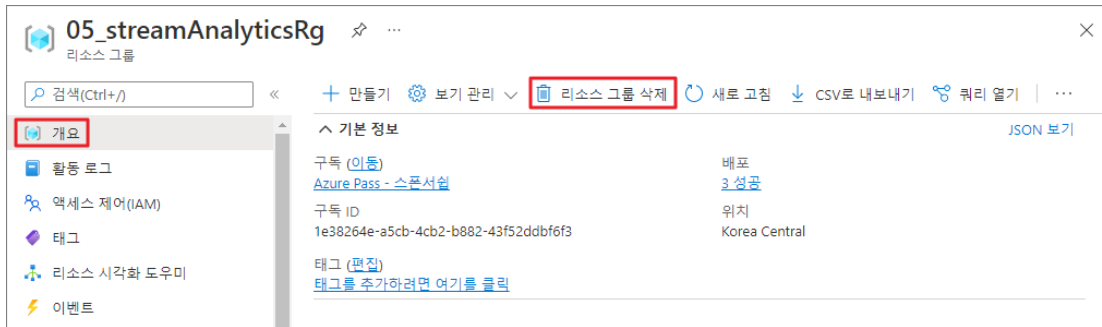 05_streamAnalyticsRg
리소스 그룹
검색(Ctrl+/)
만들기 보기 관리 리소스 그룹 삭제 새로 고침 CSV로 내보내기 쿼리 열기
개요
기본 정보 JSON 보기
활동 로그
구독 (이동) 배포
Azure Pass - 스폰서쉽 3 성공
액세스 제어(IAM)
구독 ID 위치
1e38264e-a5cb-4cb2-b882-43f52ddbf6f3 Korea Central
태그
태그 (편집)
리소스 시각화 도우미
태그를 추가하려면 여기를 클릭
이벤트